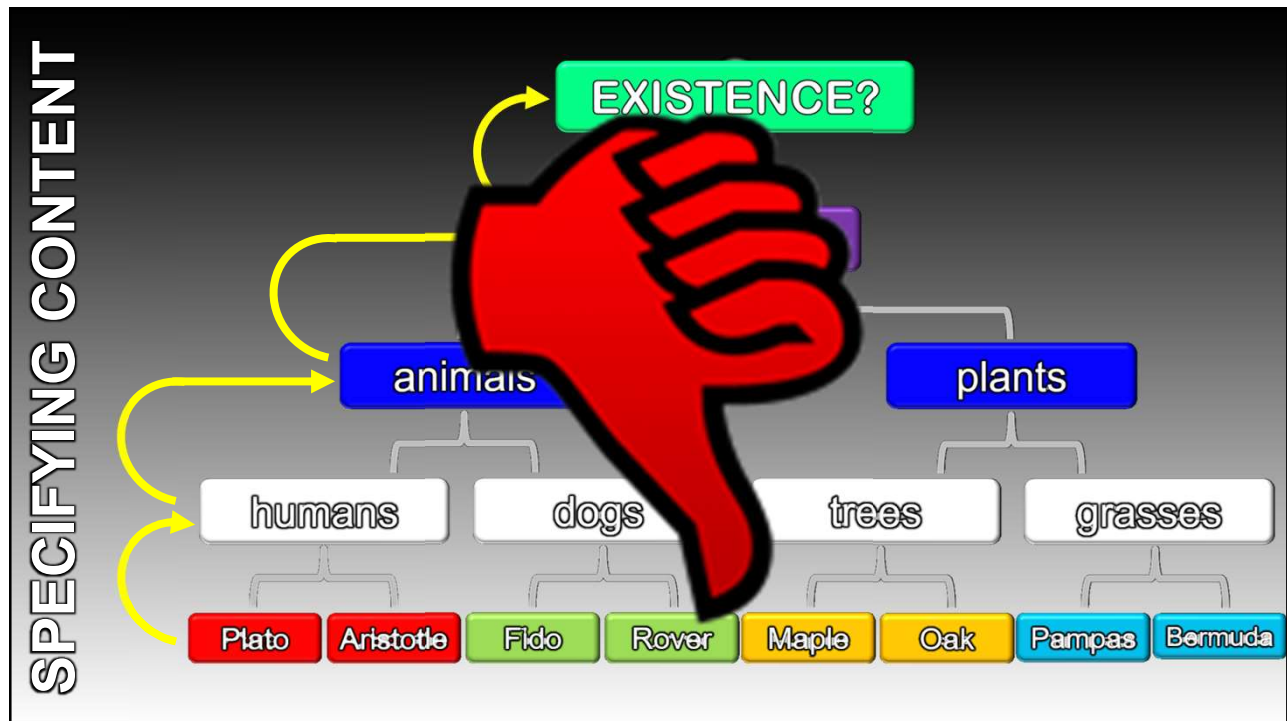 SPECIFYING CONTENT
EXISTENCE?
animals
plants
humans
dogs
trees
grasses
Plato
Aristotle
Fido
Rover
Maple
Oak
Pampas
Bermuda